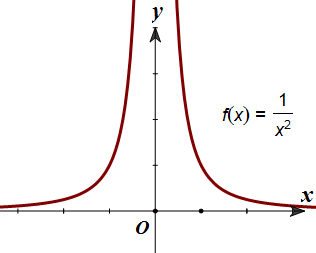 y
f(x) = 1/x²
x
O